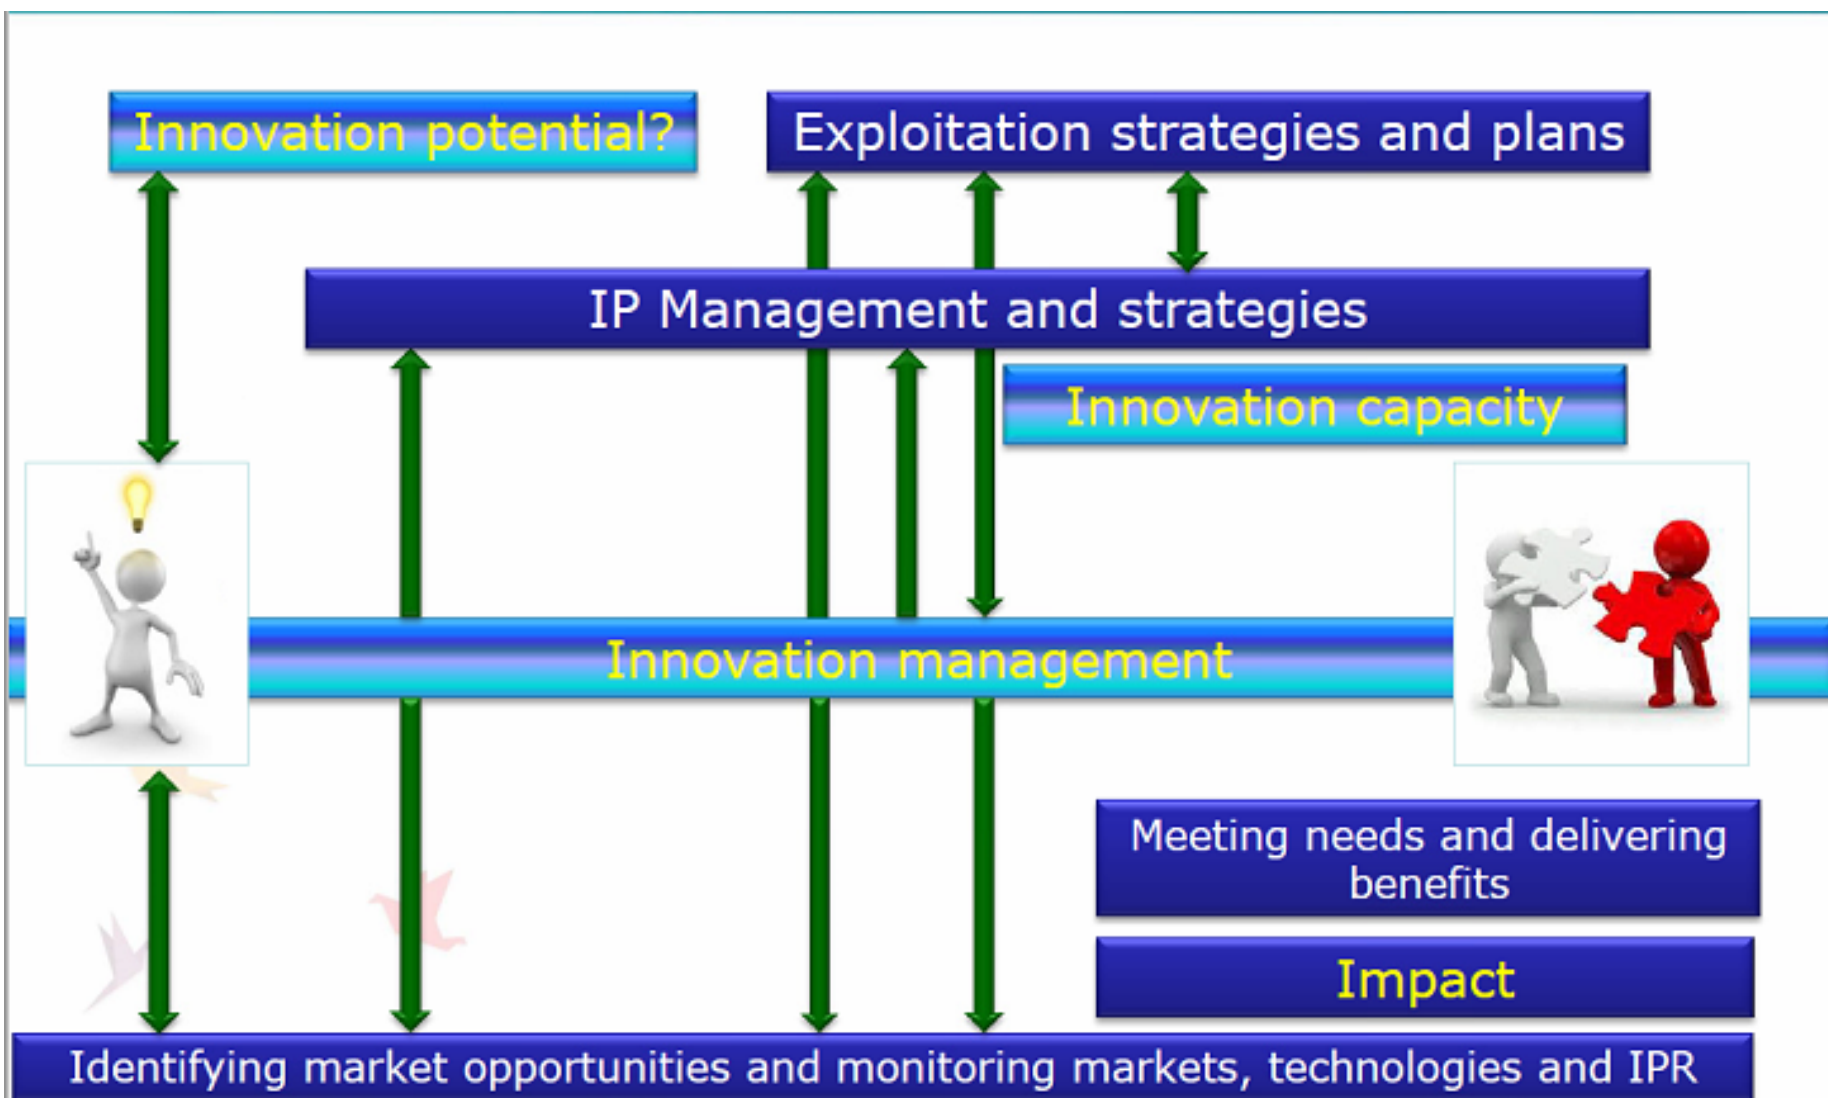 Innovation potential?
Exploitation strategies and plans
IP Management and strategies
Innovation capacity
Innovation management
Meeting needs and delivering
benefits
Impact
Identifying market opportunities and monitoring markets, technologies and IPR